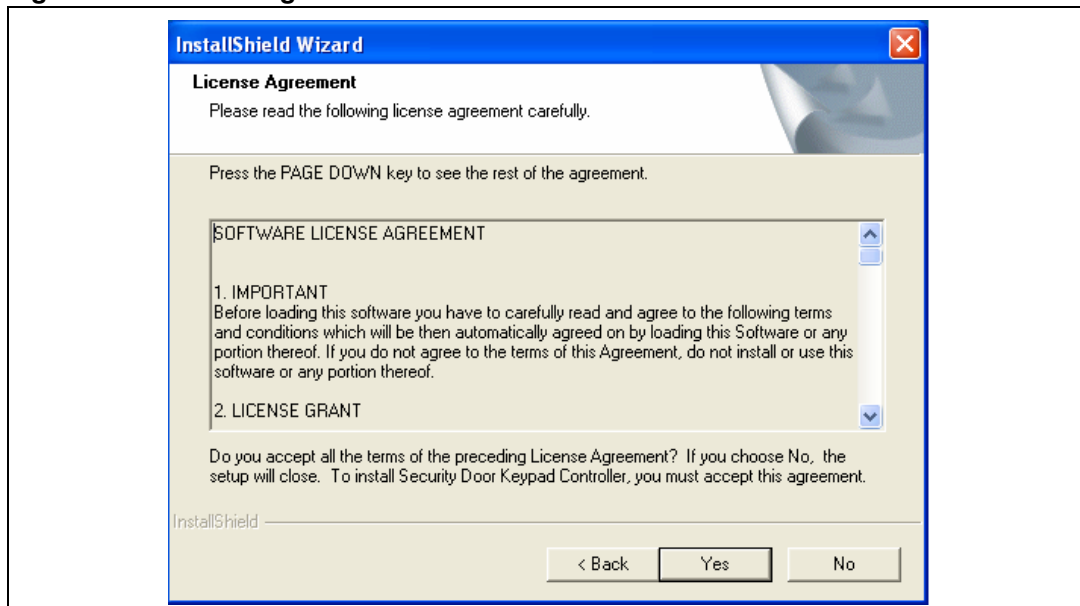 InstallShield Wizard
License Agreement
Please read the following license agreement carefully.
Press the PAGE DOWN key to see the rest of the agreement.
SOFTWARE LICENSE AGREEMENT
1. IMPORTANT
Before loading this software you have to carefully read and agree to the following terms
and conditions which will be then automatically agreed on by loading this Software or any
portion thereof. If you do not agree to the terms of this Agreement, do not install or use this
software or any portion thereof.
2. LICENSE GRANT
Do you accept all the terms of the preceding License Agreement?  If you choose No,  the
setup will close.  To install Security Door Keypad Controller, you must accept this agreement.
InstallShield
< Back Yes No